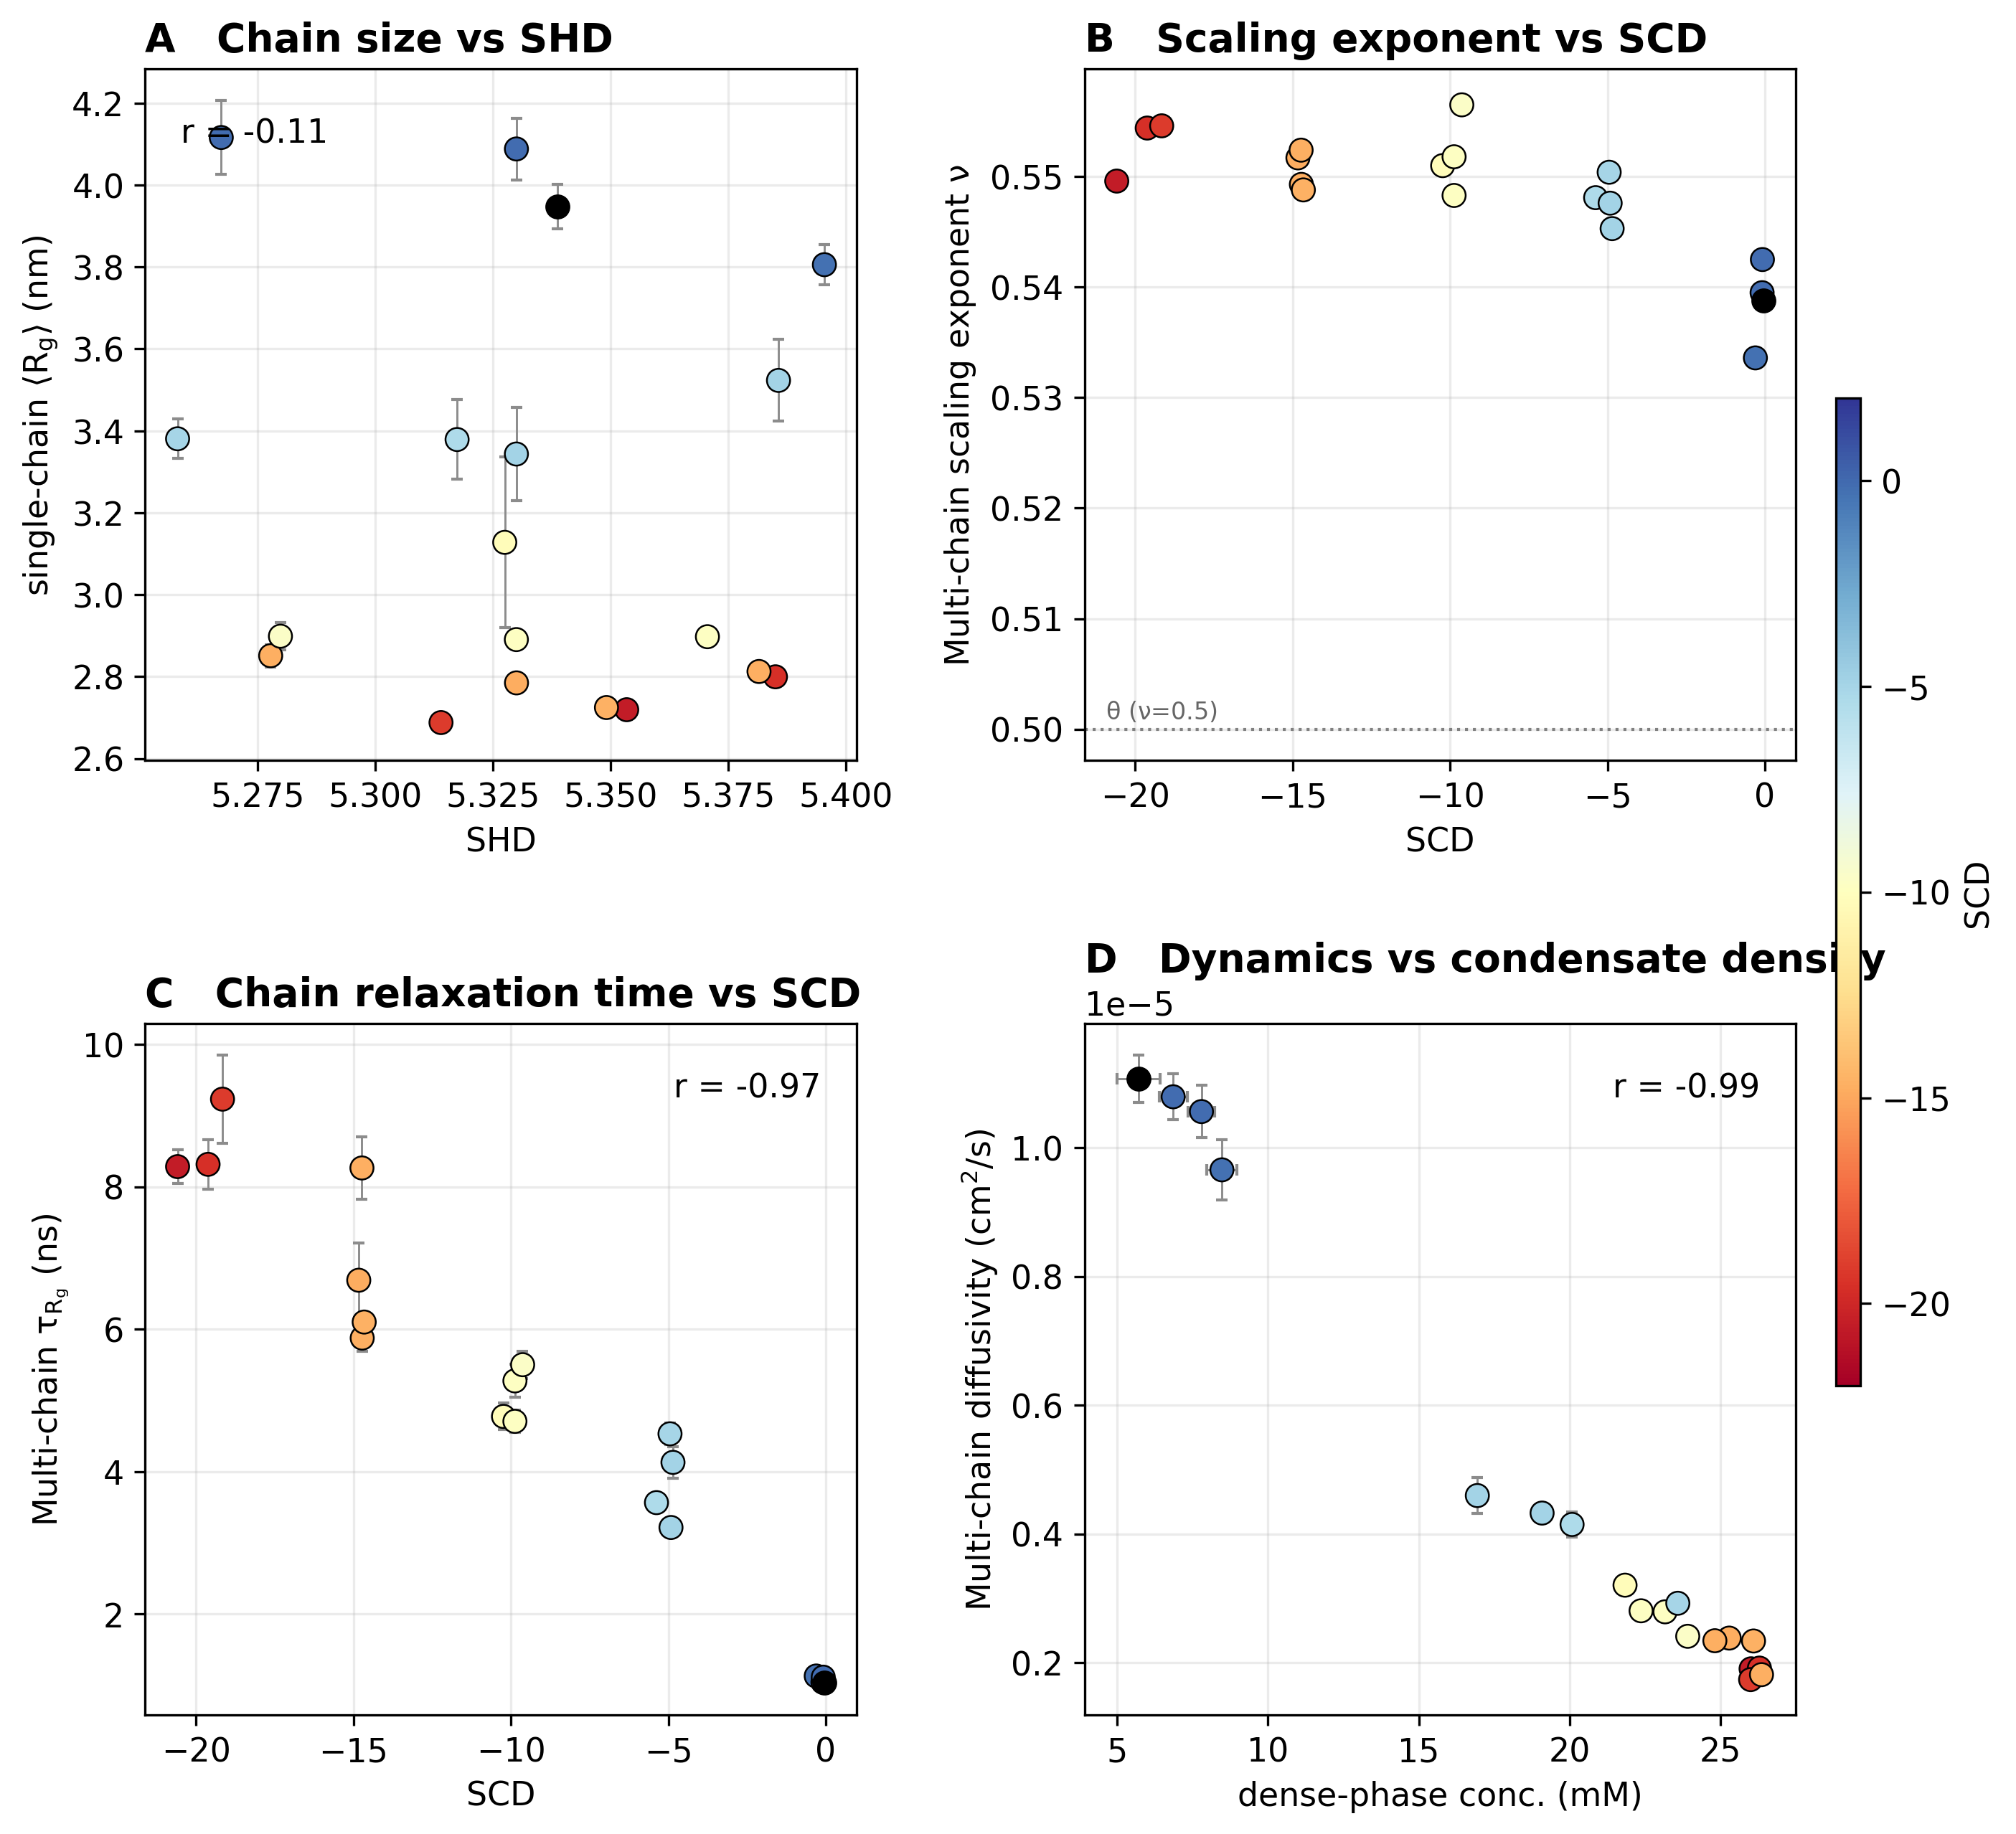 A Chain size vs SHD
r = -0.11
single-chain ⟨Rg⟩ (nm)
4.2
4.0
3.8
3.6
3.4
3.2
3.0
2.8
2.6
5.275 5.300 5.325 5.350 5.375 5.400
SHD
B Scaling exponent vs SCD
Multi-chain scaling exponent ν
0.55
0.54
0.53
0.52
0.51
0.50
θ (ν=0.5)
−20 −15 −10 −5 0
SCD
C Chain relaxation time vs SCD
r = -0.97
Multi-chain τRg (ns)
10
8
6
4
2
−20 −15 −10 −5 0
SCD
D Dynamics vs condensate density
1e−5
r = -0.99
Multi-chain diffusivity (cm²/s)
1.0
0.8
0.6
0.4
0.2
5 10 15 20 25
dense-phase conc. (mM)
0
−5
−10
−15
−20
SCD